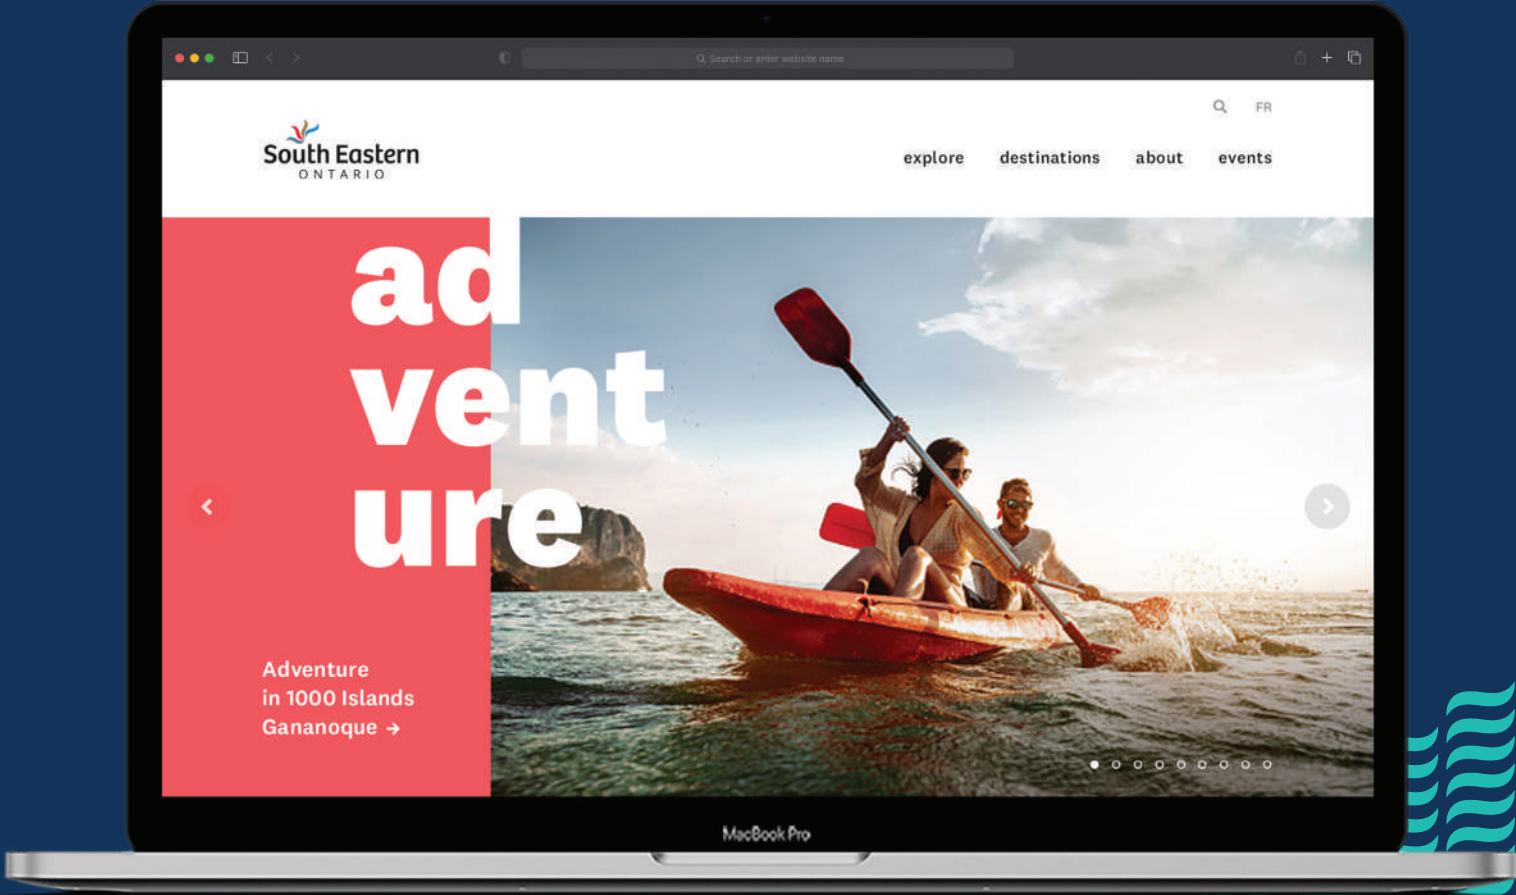 Search or enter website name
FR
South Eastern
ONTARIO
explore destinations about events
ad
vent
ure
Adventure
in 1000 Islands
Gananoque →
MacBook Pro